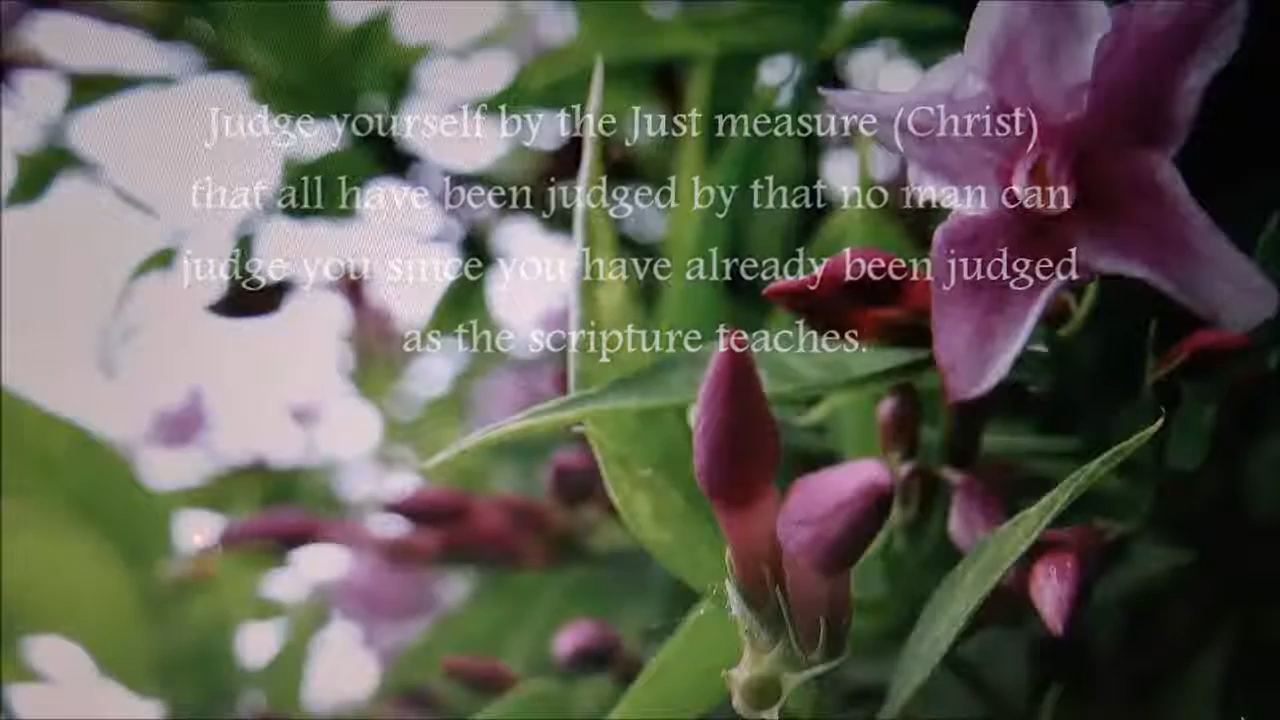 Judge yourself by the Just measure (Christ)
that all have been judged by that no man can
judge you since you have already been judged
as the scripture teaches.